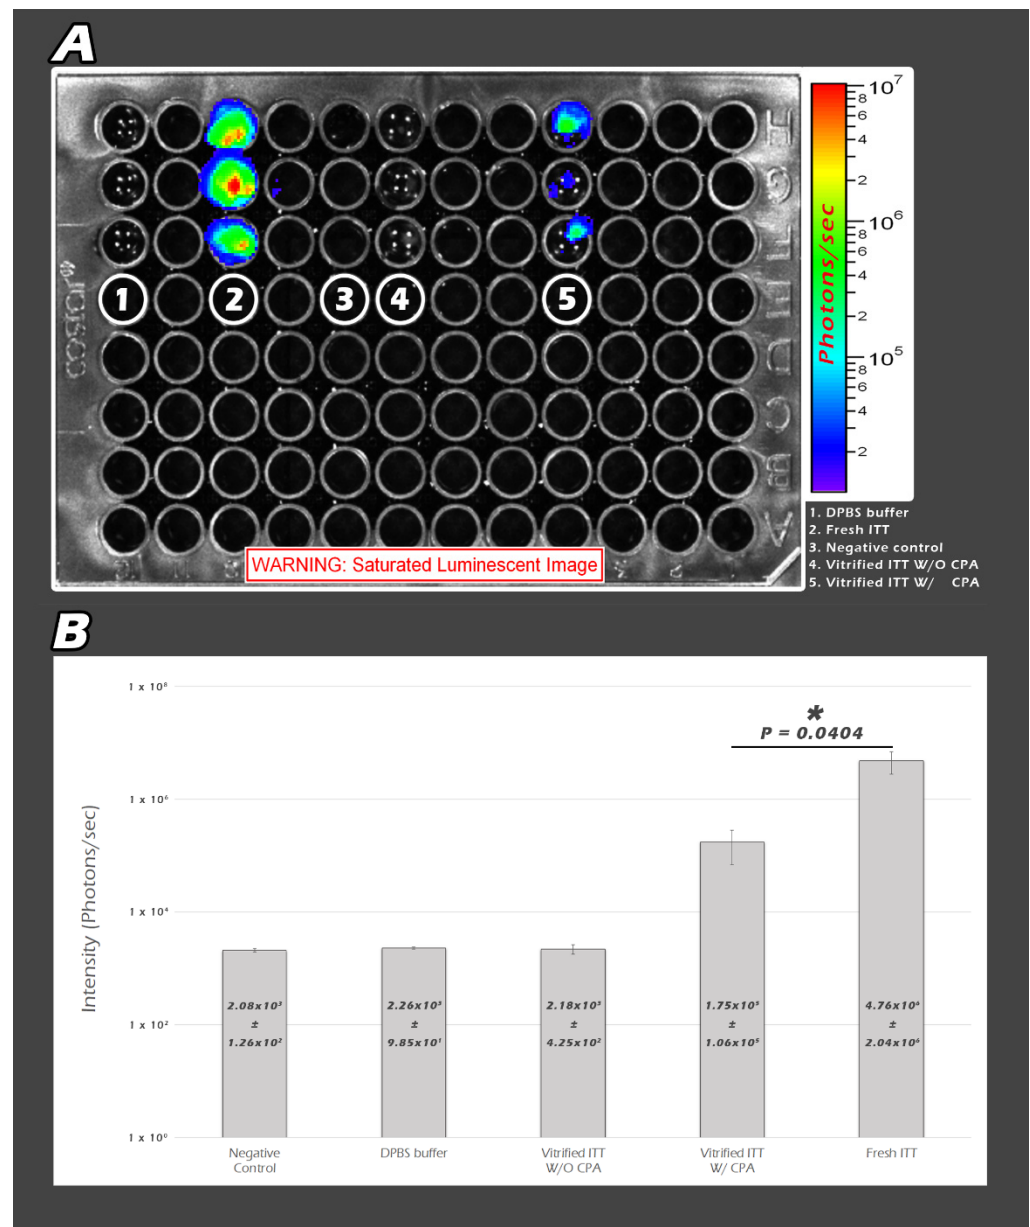 A
H
G
F
E
D
C
B
A
costar
1
2
3
4
5
WARNING: Saturated Luminescent Image
10⁷
8
6
4
2
10⁶
8
6
4
2
10⁵
8
6
4
2
Photons/sec
1. DPBS buffer
2. Fresh ITT
3. Negative control
4. Vitrified ITT W/O CPA
5. Vitrified ITT W/ CPA
B
Intensity (Photons/sec)
1 x 10⁸
1 x 10⁶
1 x 10⁴
1 x 10²
1 x 10⁰
*
P = 0.0404
2.08x10³
±
1.26x10²
2.26x10³
±
9.85x10¹
2.18x10³
±
4.25x10²
1.75x10⁵
±
1.06x10⁵
4.76x10⁶
±
2.04x10⁶
Negative
Control
DPBS buffer
Vitrified ITT
W/O CPA
Vitrified ITT
W/ CPA
Fresh ITT